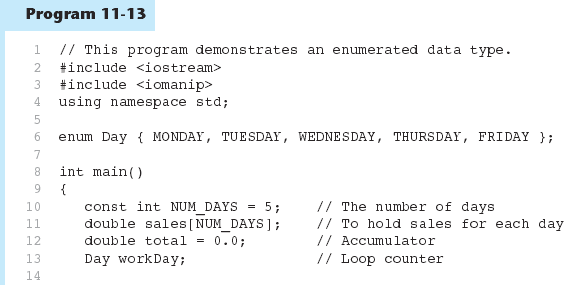 Program 11-13
1 // This program demonstrates an enumerated data type.
2 #include <iostream>
3 #include <iomanip>
4 using namespace std;
5
6 enum Day { MONDAY, TUESDAY, WEDNESDAY, THURSDAY, FRIDAY };
7
8 int main()
9 {
10    const int NUM_DAYS = 5;     // The number of days
11    double sales[NUM_DAYS];     // To hold sales for each day
12    double total = 0.0;         // Accumulator
13    Day workDay;                // Loop counter
14